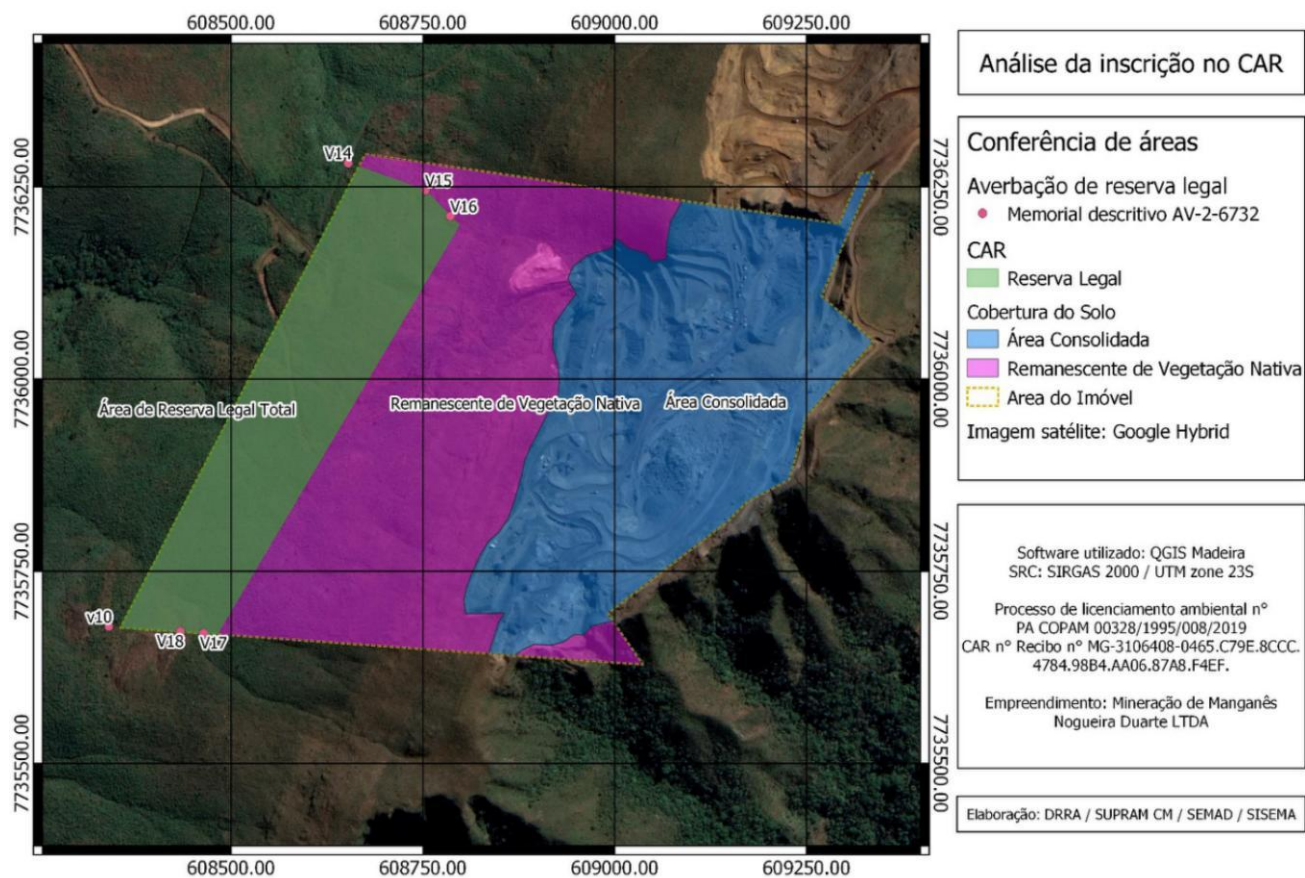 608500.00 608750.00 609000.00 609250.00
7736250.00
7736000.00
7735750.00
7735500.00
V14
V15
V16
Área de Reserva Legal Total
Remanescente de Vegetação Nativa
Área Consolidada
v10
V18
V17
7736250.00
7736000.00
7735750.00
7735500.00
608500.00 608750.00 609000.00 609250.00
Análise da inscrição no CAR
Conferência de áreas
Averbação de reserva legal
Memorial descritivo AV-2-6732
CAR
Reserva Legal
Cobertura do Solo
Área Consolidada
Remanescente de Vegetação Nativa
Area do Imóvel
Imagem satélite: Google Hybrid
Software utilizado: QGIS Madeira
SRC: SIRGAS 2000 / UTM zone 23S
Processo de licenciamento ambiental n°
PA COPAM 00328/1995/008/2019
CAR n° Recibo n° MG-3106408-0465.C79E.8CCC.
4784.98B4.AA06.87A8.F4EF.
Empreendimento: Mineração de Manganês
Nogueira Duarte LTDA
Elaboração: DRRA / SUPRAM CM / SEMAD / SISEMA